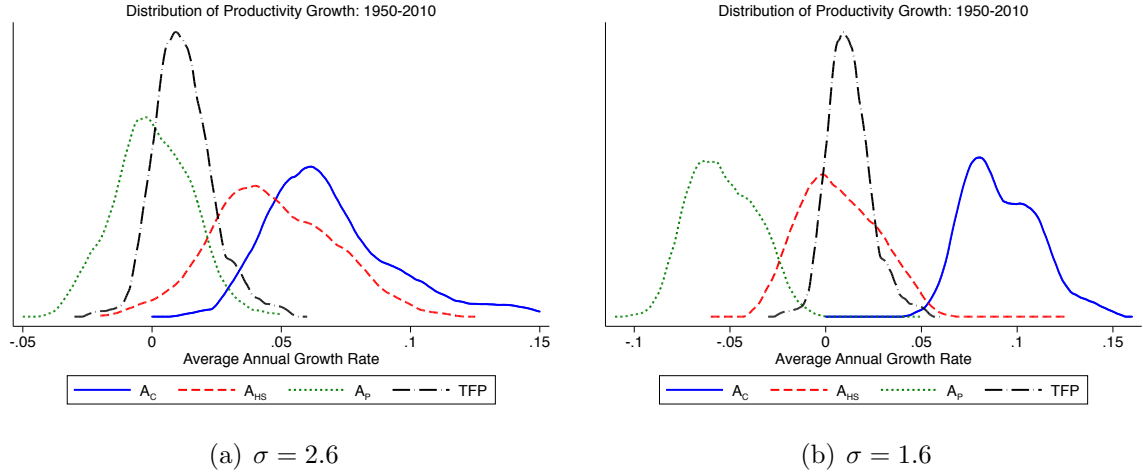 Distribution of Productivity Growth: 1950-2010
-.05 0 .05 .1 .15
Average Annual Growth Rate
A_C A_HS A_P TFP
(a) σ = 2.6
Distribution of Productivity Growth: 1950-2010
-.1 -.05 0 .05 .1 .15
Average Annual Growth Rate
A_C A_HS A_P TFP
(b) σ = 1.6